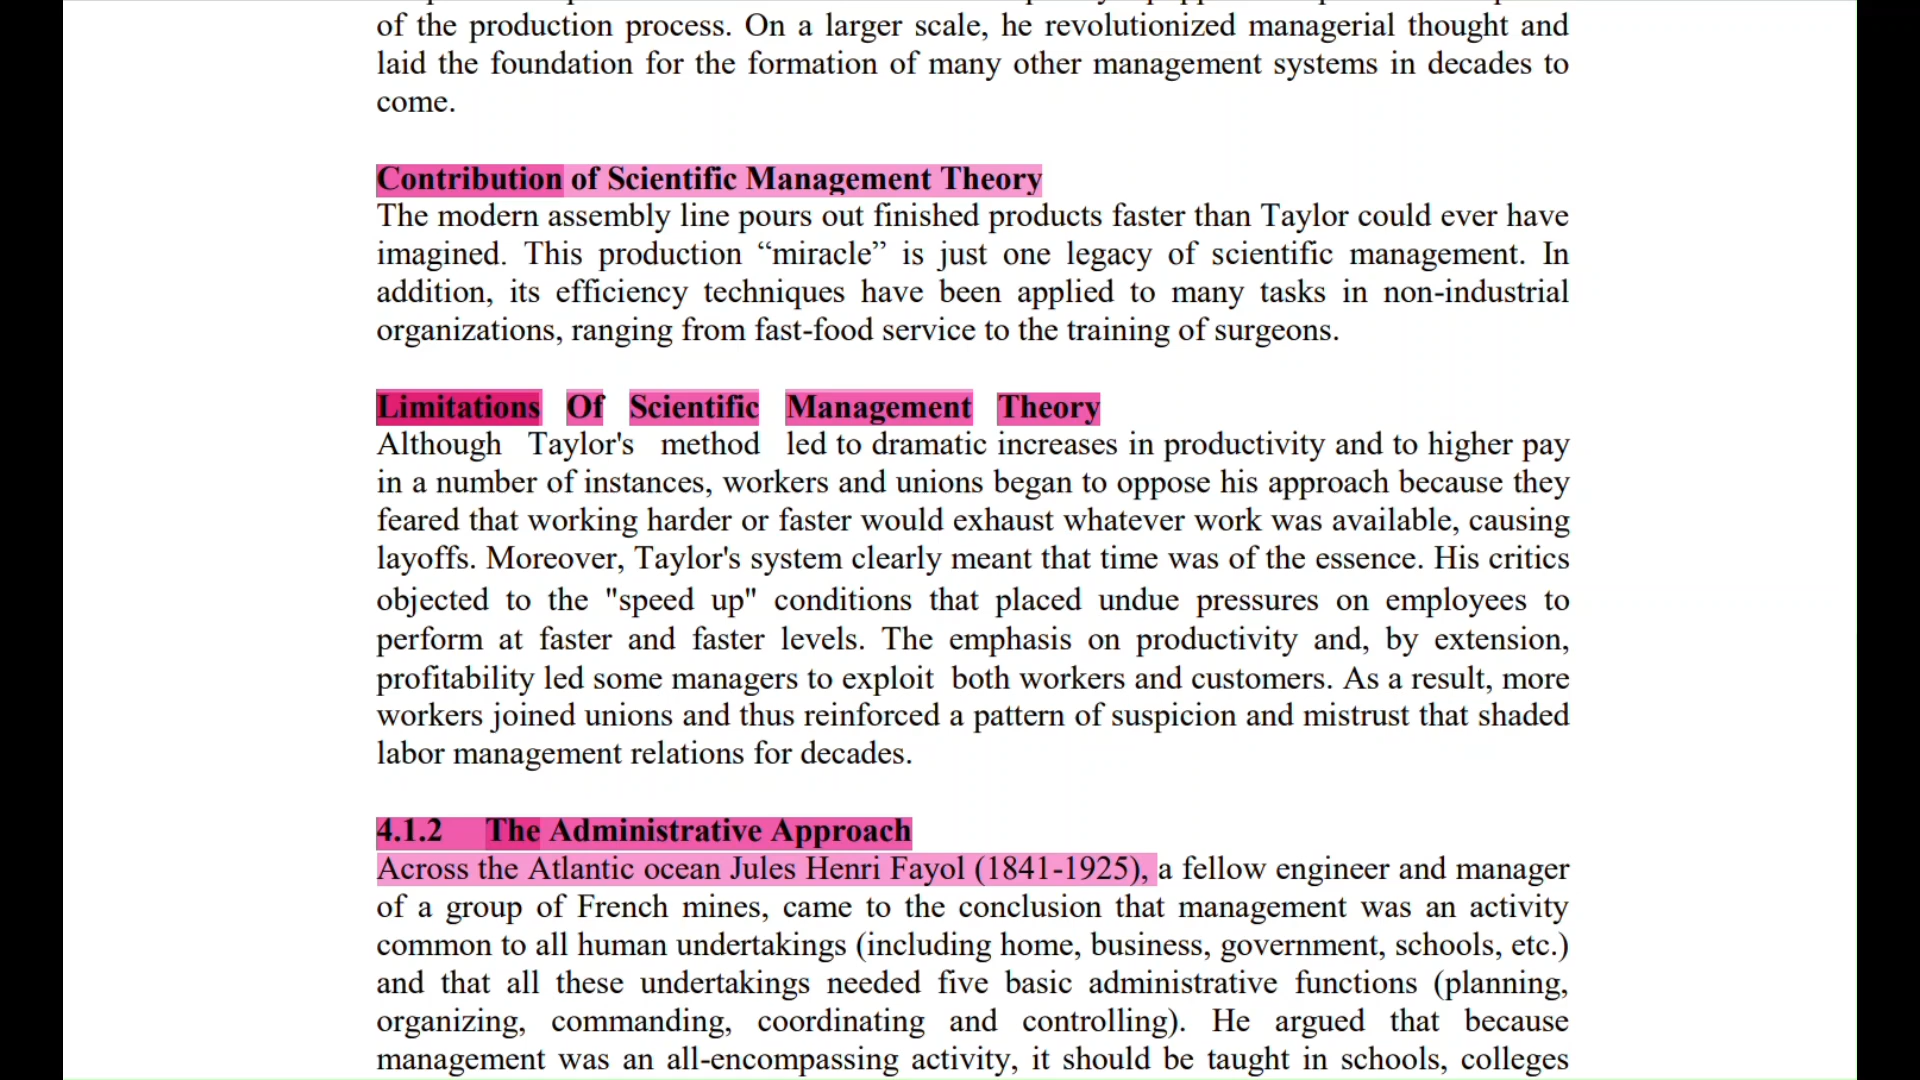 of the production process. On a larger scale, he revolutionized managerial thought and
laid the foundation for the formation of many other management systems in decades to
come.
Contribution of Scientific Management Theory
The modern assembly line pours out finished products faster than Taylor could ever have
imagined. This production “miracle” is just one legacy of scientific management. In
addition, its efficiency techniques have been applied to many tasks in non-industrial
organizations, ranging from fast-food service to the training of surgeons.
Limitations Of Scientific Management Theory
Although Taylor's method led to dramatic increases in productivity and to higher pay
in a number of instances, workers and unions began to oppose his approach because they
feared that working harder or faster would exhaust whatever work was available, causing
layoffs. Moreover, Taylor's system clearly meant that time was of the essence. His critics
objected to the "speed up" conditions that placed undue pressures on employees to
perform at faster and faster levels. The emphasis on productivity and, by extension,
profitability led some managers to exploit both workers and customers. As a result, more
workers joined unions and thus reinforced a pattern of suspicion and mistrust that shaded
labor management relations for decades.
4.1.2 The Administrative Approach
Across the Atlantic ocean Jules Henri Fayol (1841-1925), a fellow engineer and manager
of a group of French mines, came to the conclusion that management was an activity
common to all human undertakings (including home, business, government, schools, etc.)
and that all these undertakings needed five basic administrative functions (planning,
organizing, commanding, coordinating and controlling). He argued that because
management was an all-encompassing activity, it should be taught in schools, colleges